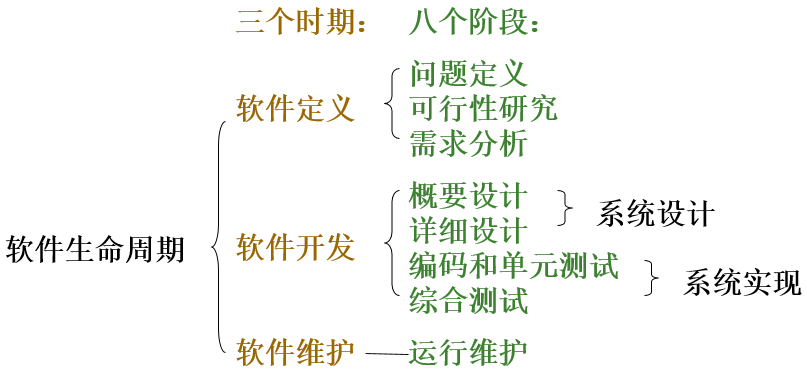 三个时期： 八个阶段：
问题定义
软件定义
可行性研究
需求分析
概要设计
系统设计
详细设计
软件生命周期
软件开发
编码和单元测试
系统实现
综合测试
软件维护
运行维护